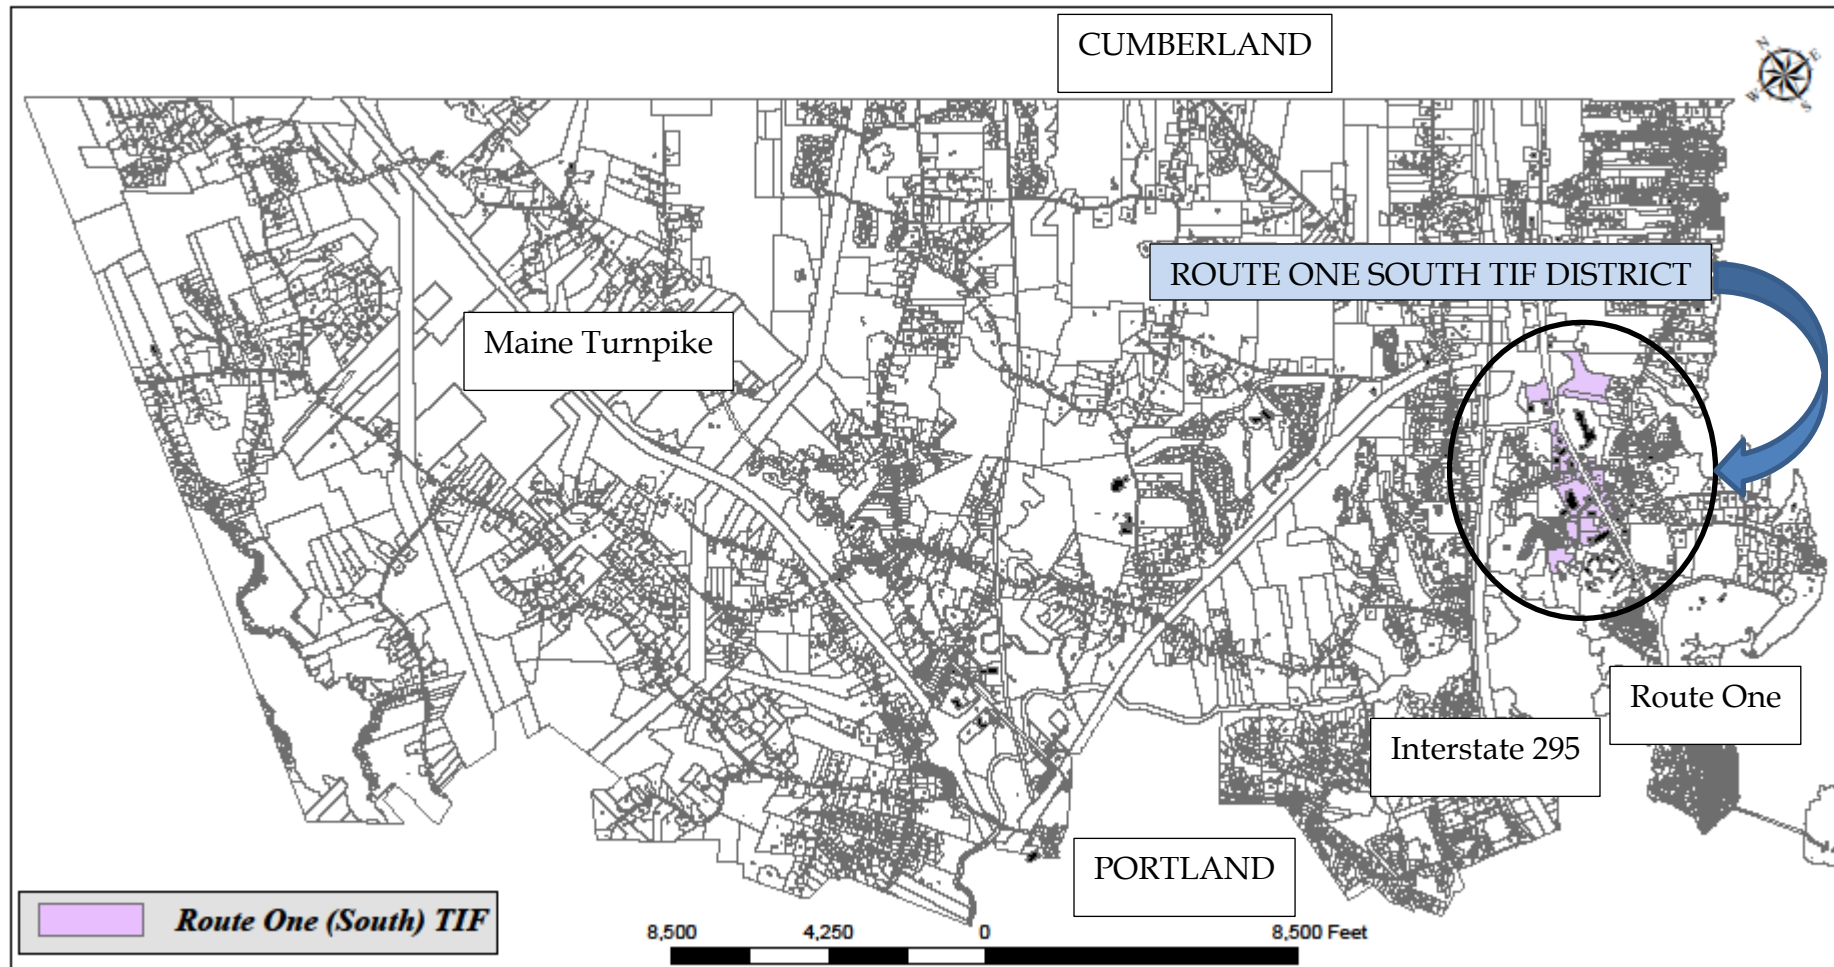 CUMBERLAND
N
E
W
S
ROUTE ONE SOUTH TIF DISTRICT
Maine Turnpike
Route One
Interstate 295
PORTLAND
Route One (South) TIF
8,500 4,250 0 8,500 Feet